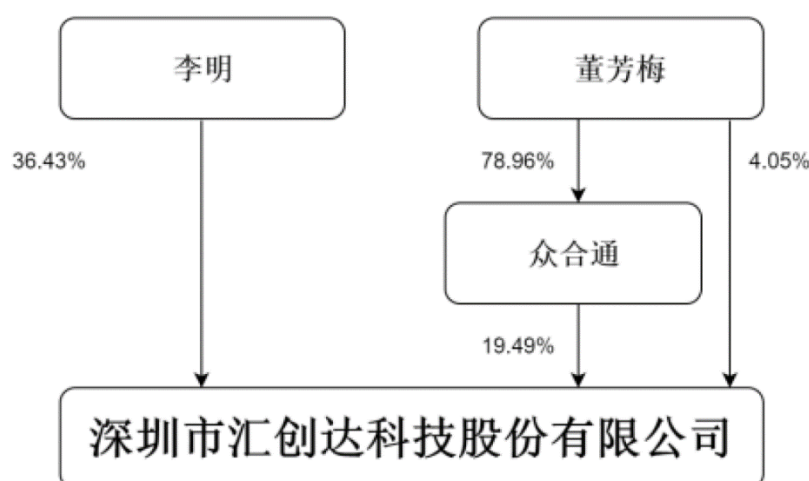 李明
董芳梅
36.43%
78.96%
4.05%
众合通
19.49%
深圳市汇创达科技股份有限公司